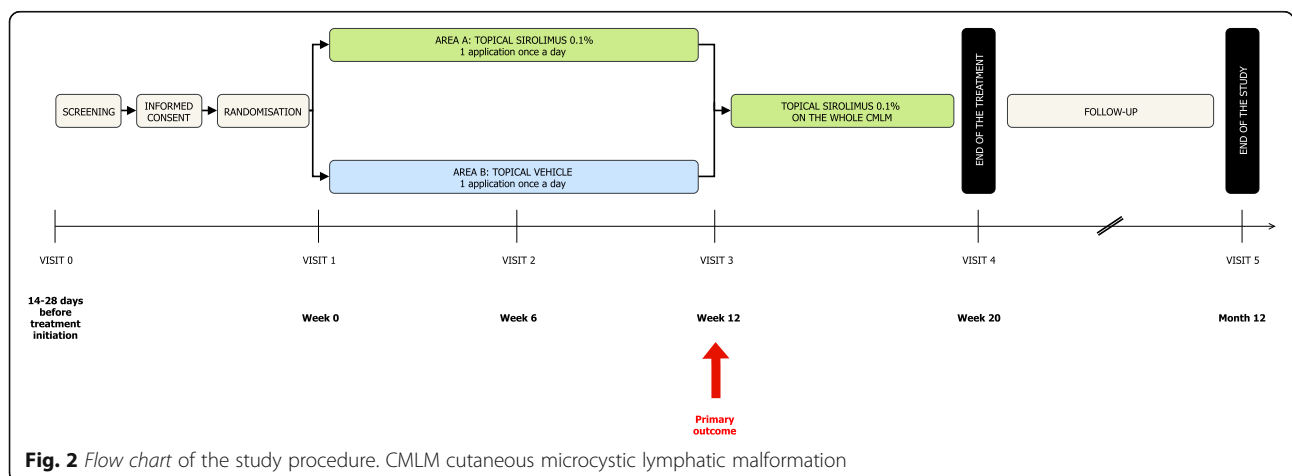 AREA A: TOPICAL SIROLIMUS 0.1%
1 application once a day
SCREENING
INFORMED
CONSENT
RANDOMISATION
TOPICAL SIROLIMUS 0.1%
ON THE WHOLE CMLM
END OF THE TREATMENT
FOLLOW-UP
END OF THE STUDY
AREA B: TOPICAL VEHICLE
1 application once a day
VISIT 0
VISIT 1
VISIT 2
VISIT 3
VISIT 4
VISIT 5
14-28 days
before
treatment
initiation
Week 0
Week 6
Week 12
Week 20
Month 12
Primary
outcome
Fig. 2 Flow chart of the study procedure. CMLM cutaneous microcystic lymphatic malformation